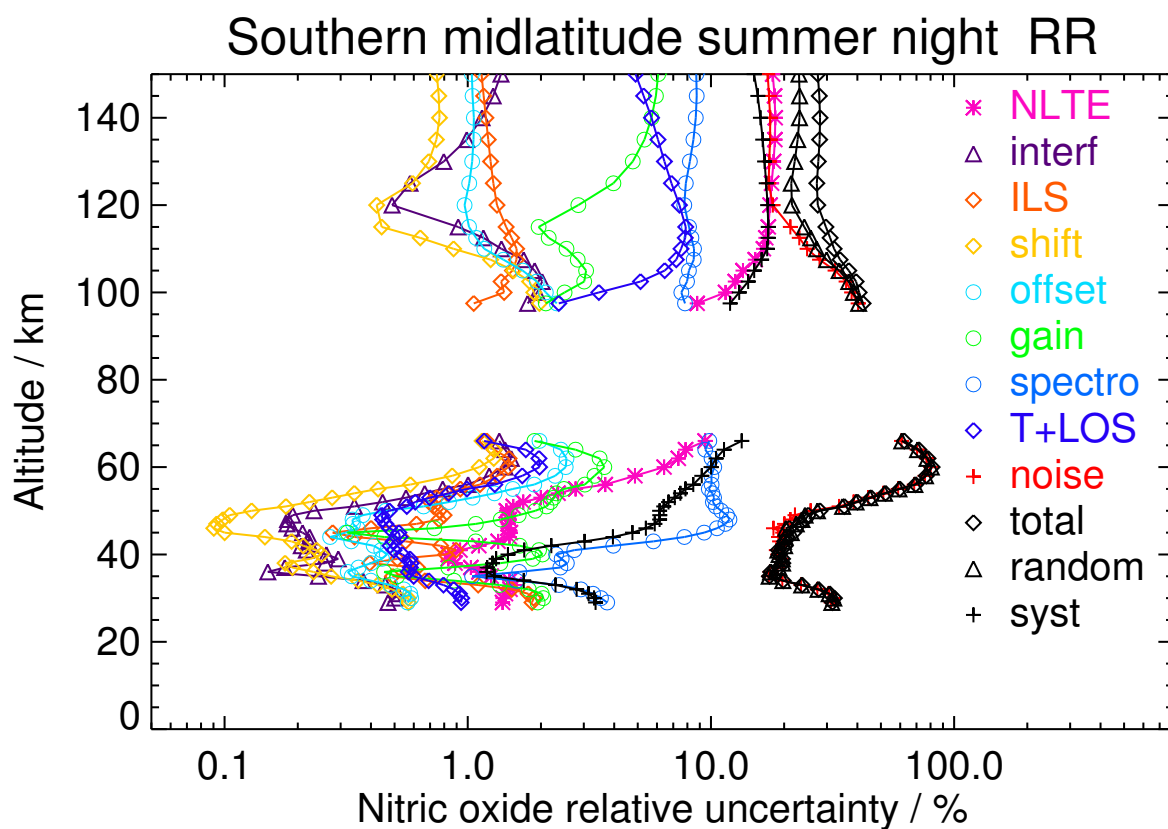 Southern midlatitude summer night RR
Altitude / km
140
120
100
80
60
40
20
0
NLTE
interf
ILS
shift
offset
gain
spectro
T+LOS
noise
total
random
syst
0.1 1.0 10.0 100.0
Nitric oxide relative uncertainty / %